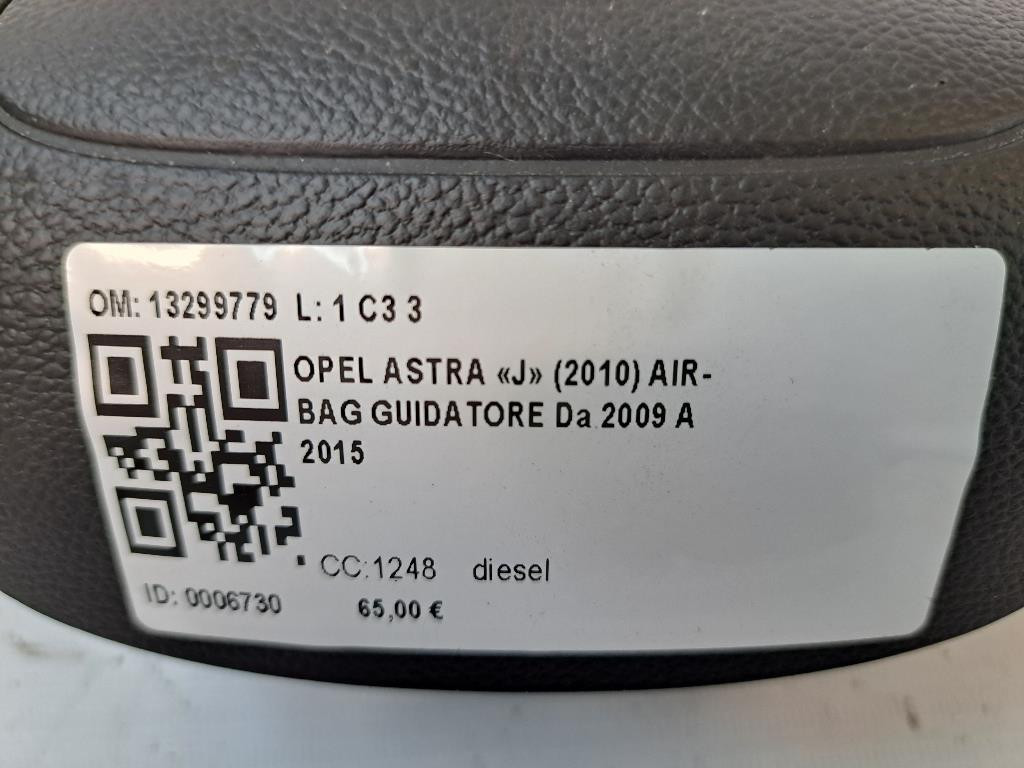 OM: 13299779 L: 1 C3 3
OPEL ASTRA «J» (2010) AIR-
BAG GUIDATORE Da 2009 A
2015
CC:1248 diesel
ID: 0006730 65,00 €